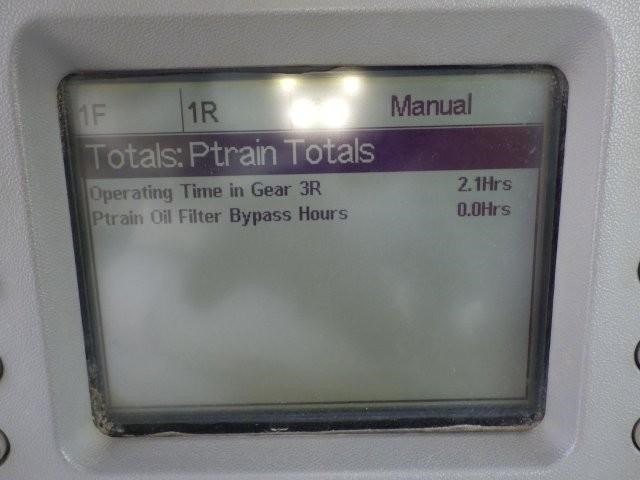 1F 1R Manual
Totals: Ptrain Totals
Operating Time in Gear 3R 2.1Hrs
Ptrain Oil Filter Bypass Hours 0.0Hrs